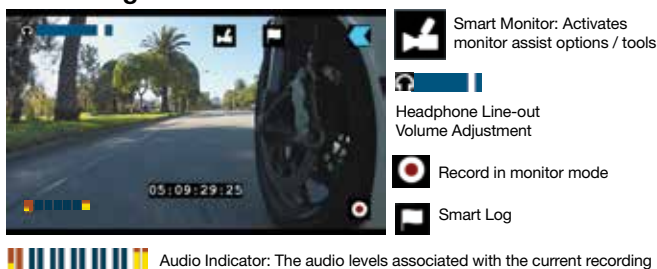 05:09:29:25
Smart Monitor: Activates
monitor assist options / tools
Headphone Line-out
Volume Adjustment
Record in monitor mode
Smart Log
Audio Indicator: The audio levels associated with the current recording